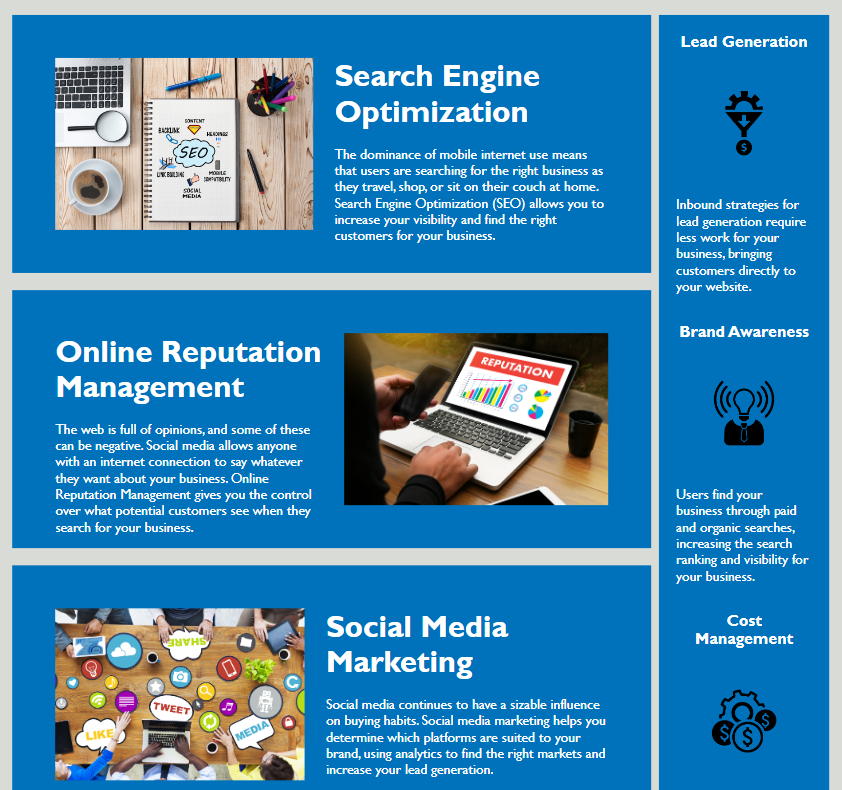 Search Engine
Optimization
The dominance of mobile internet use means
that users are searching for the right business as
they travel, shop, or sit on their couch at home.
Search Engine Optimization (SEO) allows you to
increase your visibility and find the right
customers for your business.
CONTENT
BACKLINK
HEADINGS
SEO
LINK BUILDING
MOBILE
COMPATIBILITY
SOCIAL
MEDIA
Online Reputation
Management
The web is full of opinions, and some of these
can be negative. Social media allows anyone
with an internet connection to say whatever
they want about your business. Online
Reputation Management gives you the control
over what potential customers see when they
search for your business.
REPUTATION
Social Media
Marketing
Social media continues to have a sizable influence
on buying habits. Social media marketing helps you
determine which platforms are suited to your
brand, using analytics to find the right markets and
increase your lead generation.
SHARE
TWEET
LIKE
MEDIA
Lead Generation
$
Inbound strategies for
lead generation require
less work for your
business, bringing
customers directly to
your website.
Brand Awareness
Users find your
business through paid
and organic searches,
increasing the search
ranking and visibility for
your business.
Cost
Management
$ $ $